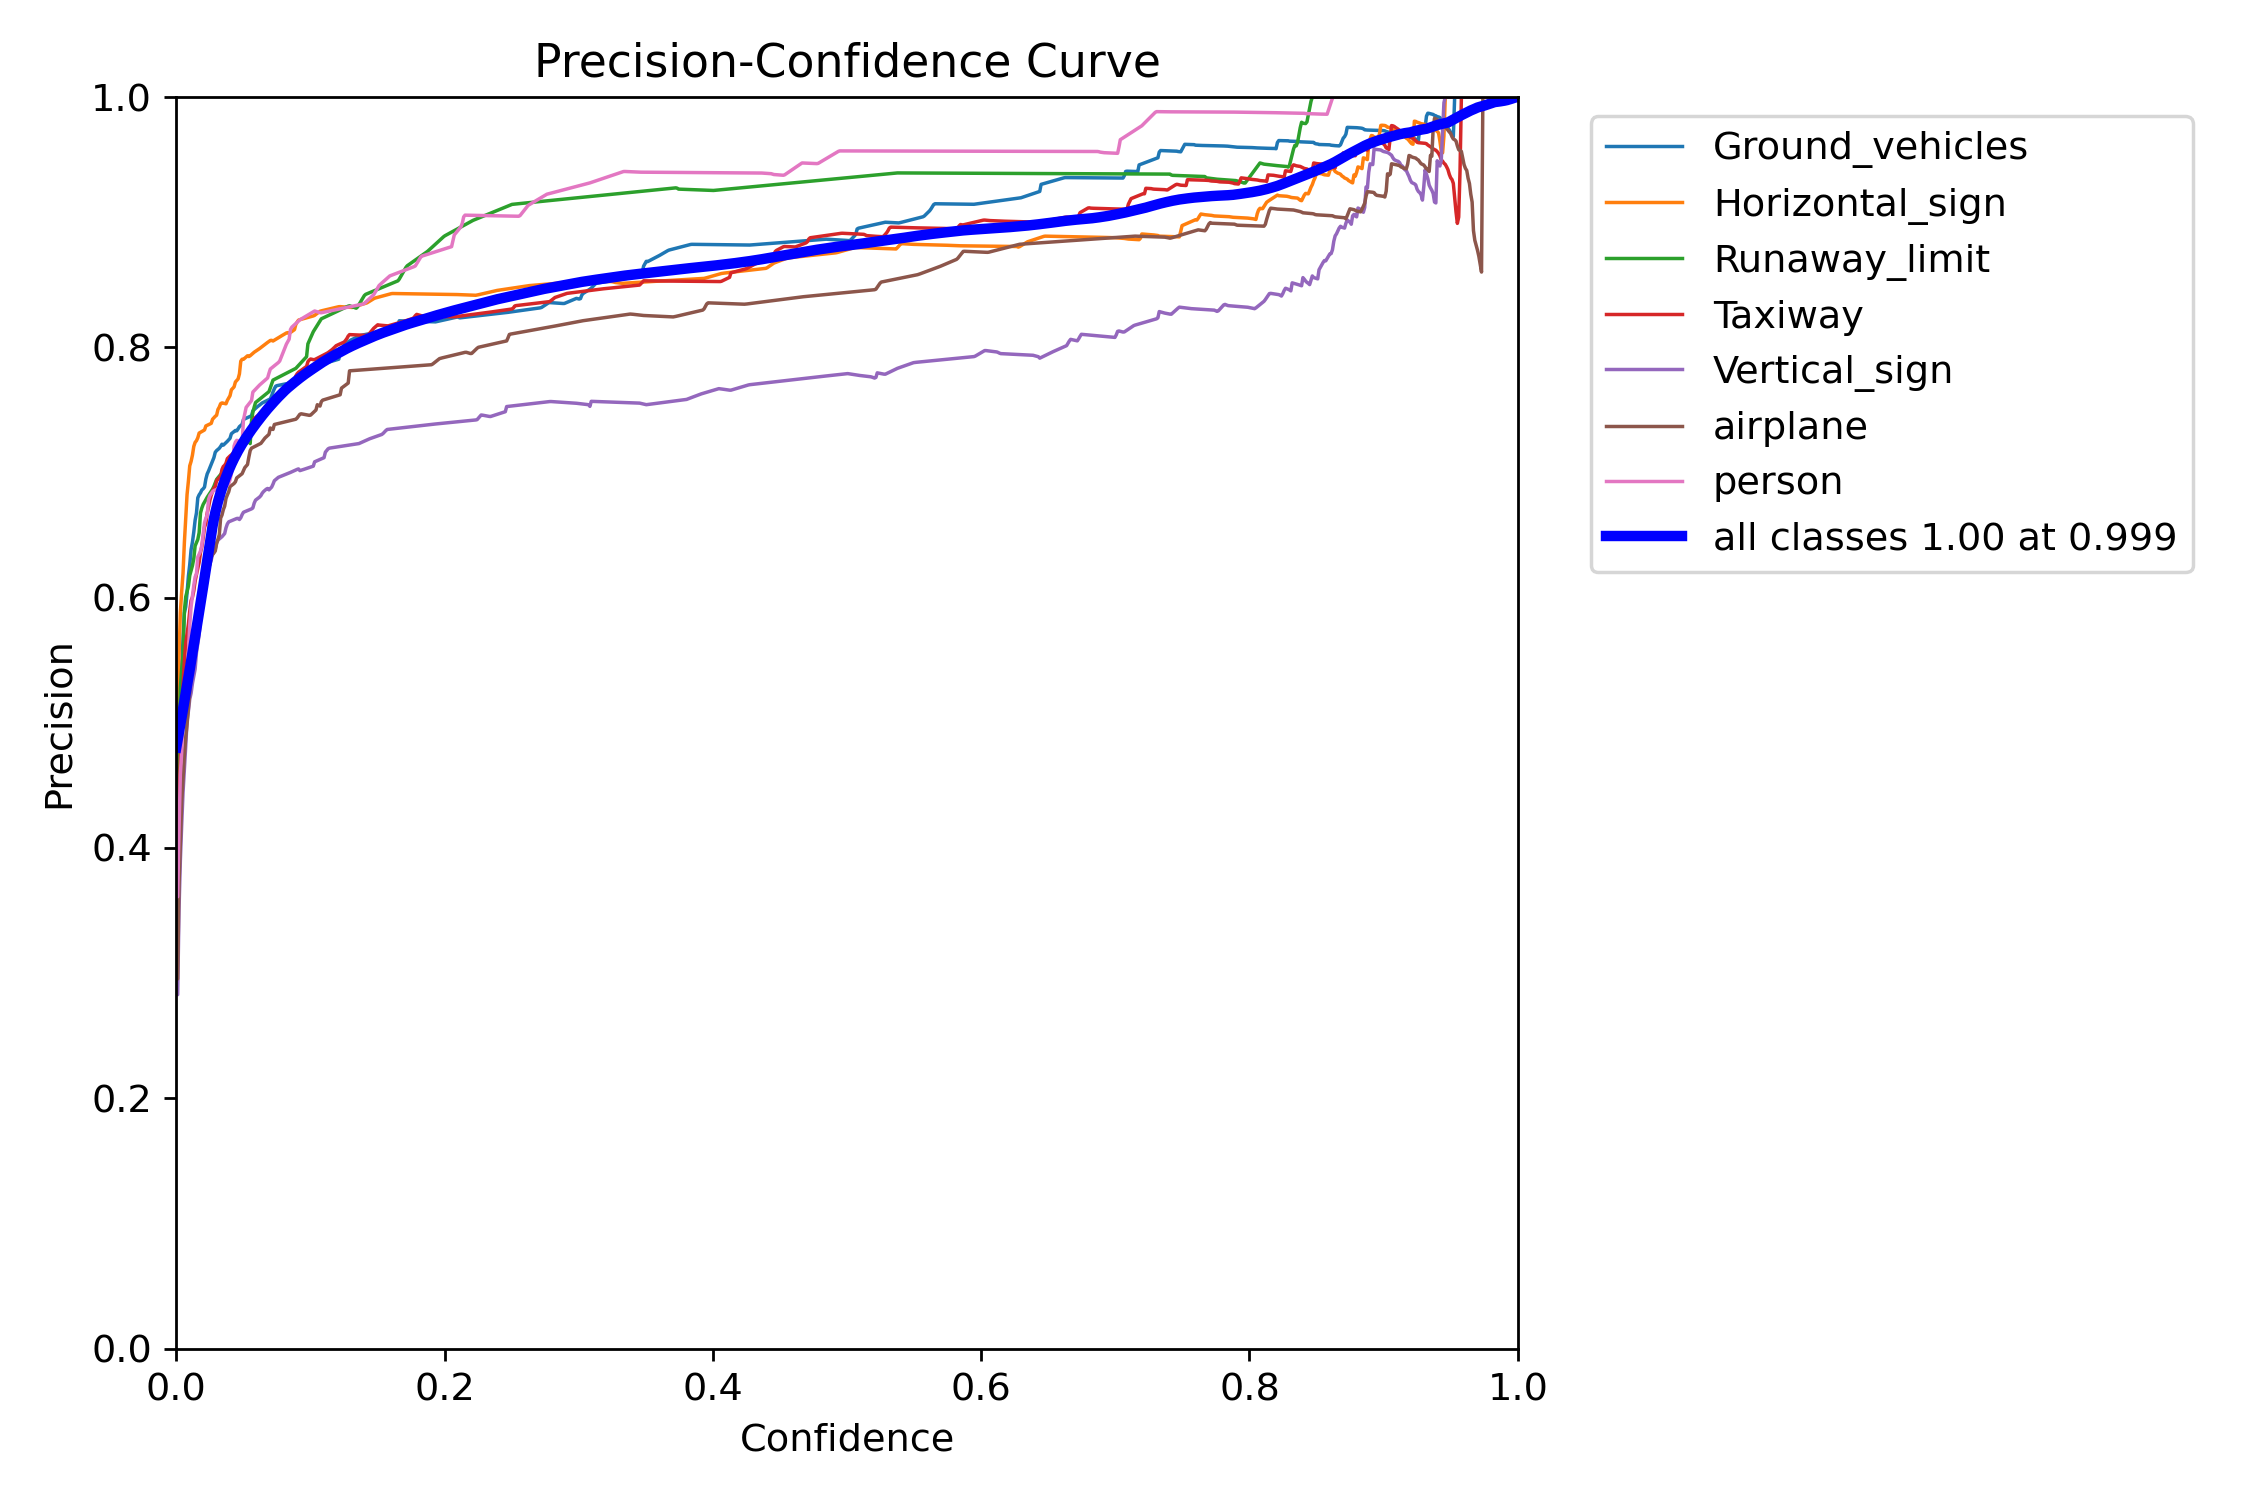 Precision-Confidence Curve
1.0
0.8
0.6
0.4
0.2
0.0
Precision
0.0 0.2 0.4 0.6 0.8 1.0
Confidence
Ground_vehicles
Horizontal_sign
Runaway_limit
Taxiway
Vertical_sign
airplane
person
all classes 1.00 at 0.999